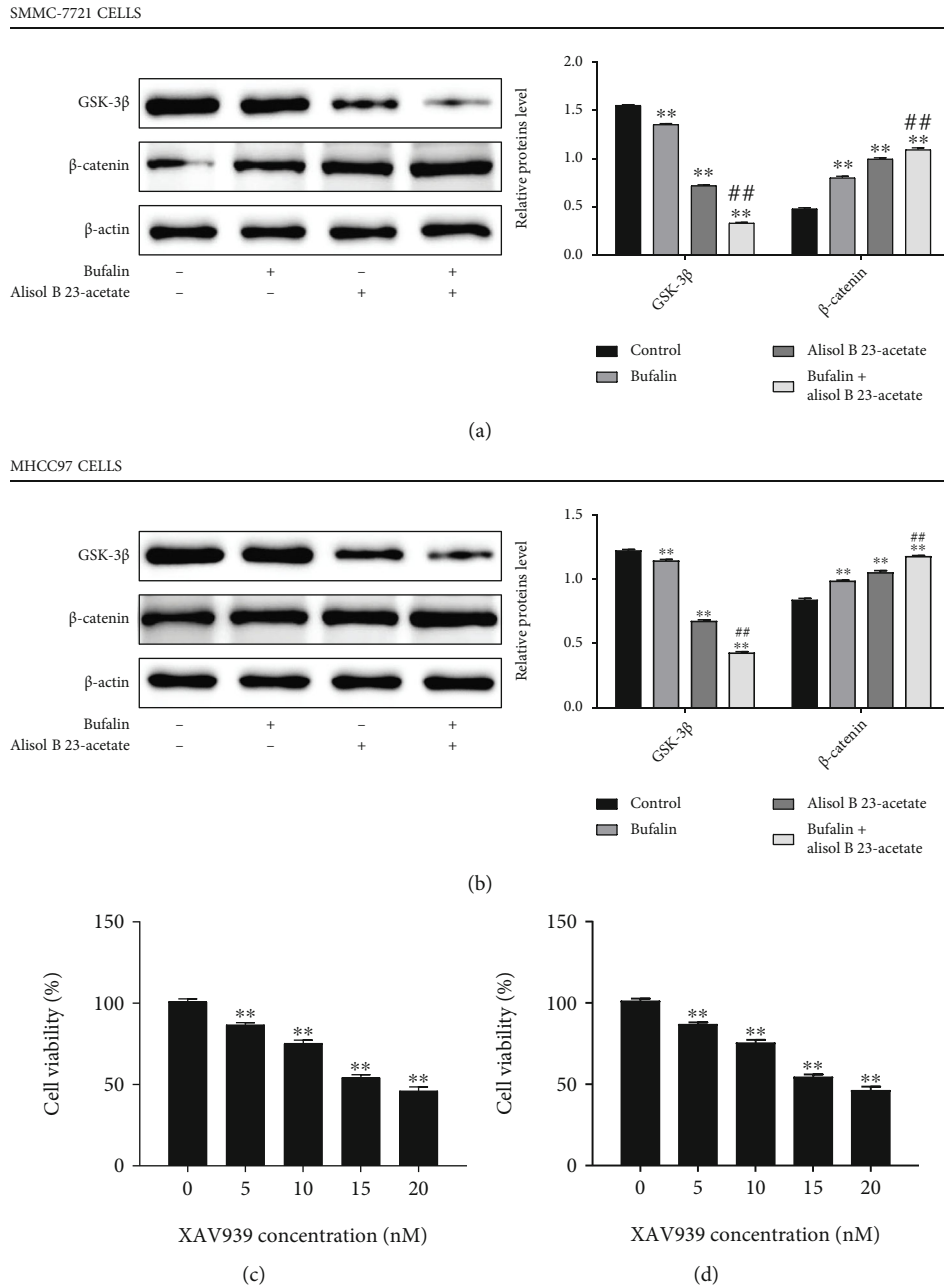 SMMC-7721 CELLS
GSK-3β
β-catenin
β-actin
Bufalin – + – +
Alisol B 23-acetate – – + +
Relative proteins level
2.0
1.5
1.0
0.5
0.0
**
**
##
**
**
**
##
**
GSK-3β
β-catenin
Control
Bufalin
Alisol B 23-acetate
Bufalin +
alisol B 23-acetate
(a)
MHCC97 CELLS
GSK-3β
β-catenin
β-actin
Bufalin – + – +
Alisol B 23-acetate – – + +
Relative proteins level
1.5
1.0
0.5
0.0
**
**
##
**
**
**
##
**
GSK-3β
β-catenin
Control
Bufalin
Alisol B 23-acetate
Bufalin +
alisol B 23-acetate
(b)
Cell viability (%)
150
100
50
0
**
**
**
**
0 5 10 15 20
XAV939 concentration (nM)
(c)
Cell viability (%)
150
100
50
0
**
**
**
**
0 5 10 15 20
XAV939 concentration (nM)
(d)